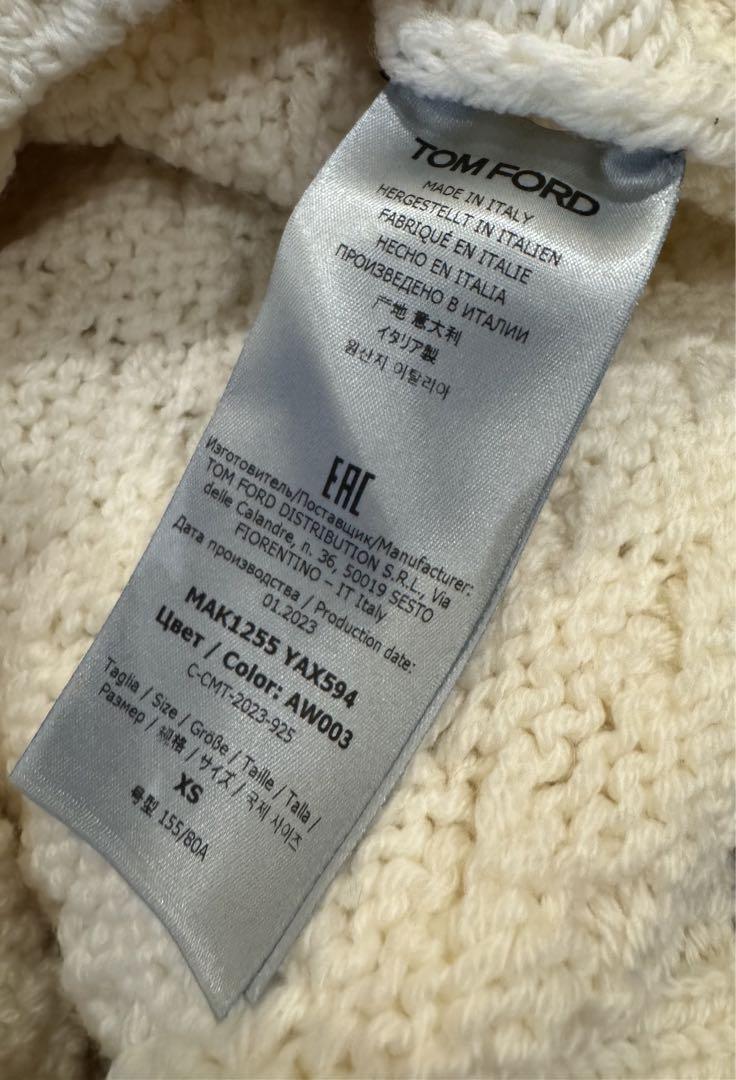 TOM FORD
MADE IN ITALY
HERGESTELLT IN ITALIEN
FABRIQUÉ EN ITALIE
HECHO EN ITALIA
ПРОИЗВЕДЕНО В ИТАЛИИ
产地 意大利
イタリア製
원산지 이탈리아
EAC
Изготовитель/Поставщик/Manufacturer:
TOM FORD DISTRIBUTION S.R.L., Via
delle Calandre, n. 36, 50019 SESTO
FIORENTINO – IT Italy
Дата производства / Production date:
01.2023
MAK1255 YAX594
Цвет / Color: AW003
C-CMT-2023-925
Taglia / Size / Größe / Taille / Talla /
Размер / 规格 / サイズ / 국제 사이즈
XS
号型 155/80A